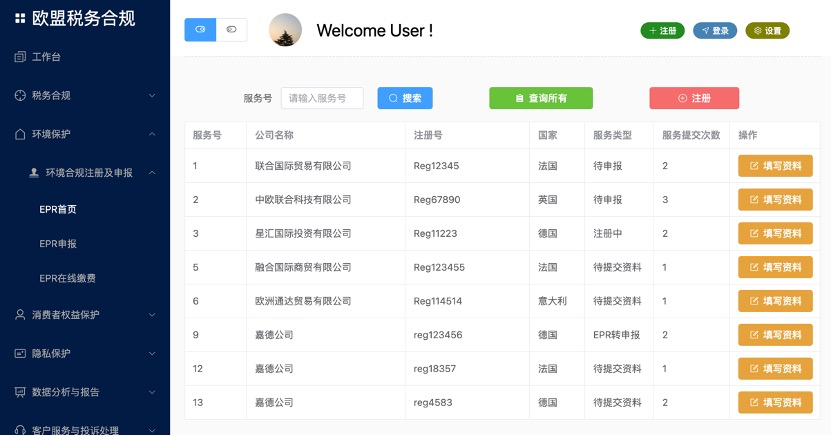 欧盟税务合规
Welcome User !
注册 登录 设置
工作台
税务合规
环境保护
环境合规注册及申报
EPR首页
EPR申报
EPR在线缴费
消费者权益保护
隐私保护
数据分析与报告
客户服务与投诉处理
服务号 请输入服务号 搜索 查询所有 注册
服务号 公司名称 注册号 国家 服务类型 服务提交次数 操作
1 联合国际贸易有限公司 Reg12345 法国 待申报 2 填写资料
2 中欧联合科技有限公司 Reg67890 英国 待申报 3 填写资料
3 星汇国际投资有限公司 Reg11223 德国 注册中 2 填写资料
5 融合国际商贸有限公司 Reg123455 法国 待提交资料 1 填写资料
6 欧洲通达贸易有限公司 Reg114514 意大利 待提交资料 1 填写资料
9 嘉德公司 reg123456 德国 EPR转申报 2 填写资料
12 嘉德公司 reg18357 法国 待提交资料 1 填写资料
13 嘉德公司 reg4583 德国 待提交资料 2 填写资料